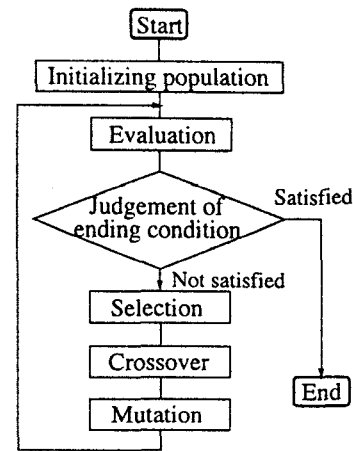 Start
Initializing population
Evaluation
Judgement of
ending condition
Satisfied
Not satisfied
Selection
Crossover
End
Mutation